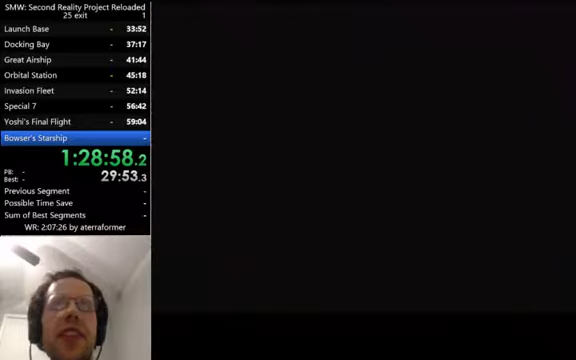 SMW: Second Reality Project Reloaded
25 exit 1
Launch Base - 33:52
Docking Bay - 37:17
Great Airship - 41:44
Orbital Station - 45:18
Invasion Fleet - 52:14
Special 7 - 56:42
Yoshi's Final Flight - 59:04
Bowser's Starship -
1:28:58.2
PB: -
Best: -
29:53.3
Previous Segment -
Possible Time Save -
Sum of Best Segments -
WR: 2:07:26 by aterraformer